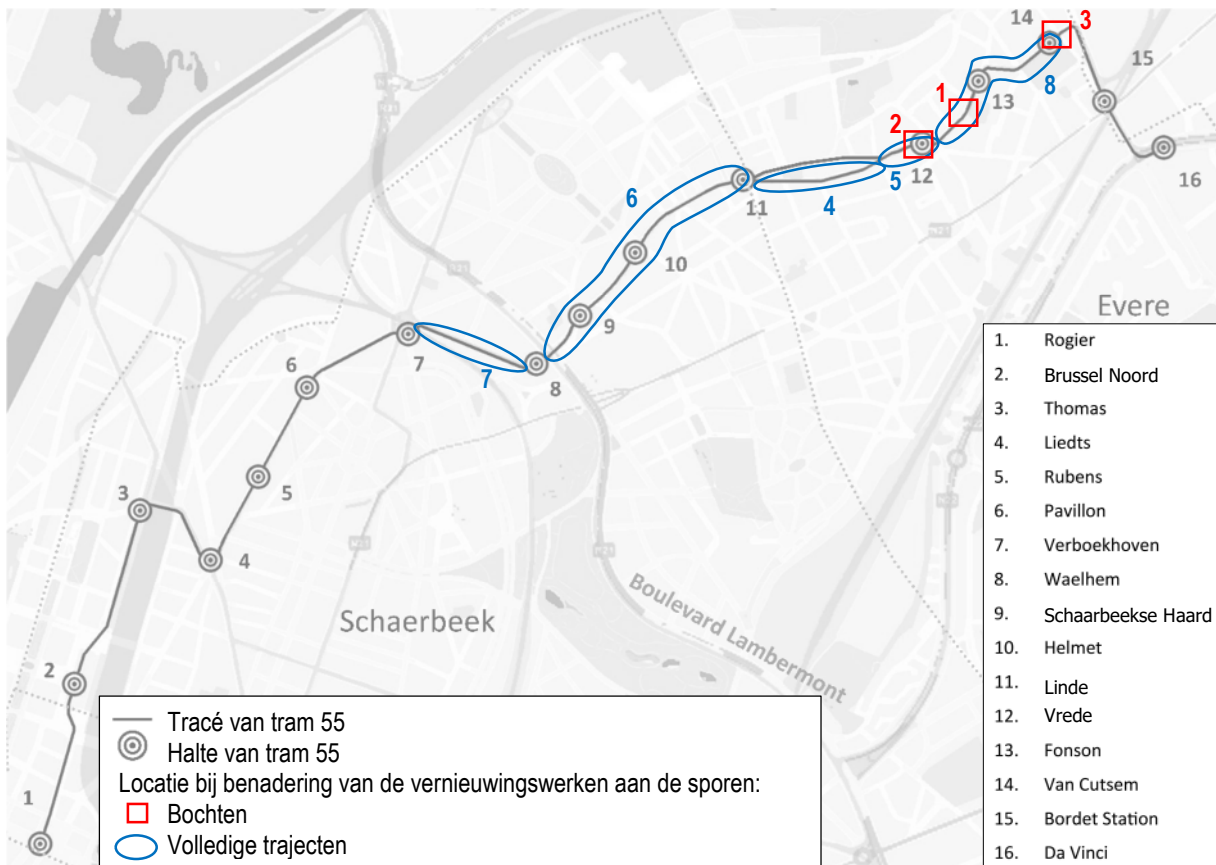 14
3
15
8
13
1
2
16
12
5
6
11
4
10
Evere
9
7
6
7
8
5
3
4
Schaerbeek
Boulevard Lambermont
2
1
N21
N21
N21
N21
Tracé van tram 55
Halte van tram 55
Locatie bij benadering van de vernieuwingswerken aan de sporen:
Bochten
Volledige trajecten
1. Rogier
2. Brussel Noord
3. Thomas
4. Liedts
5. Rubens
6. Pavillon
7. Verboekhoven
8. Waelhem
9. Schaarbeekse Haard
10. Helmet
11. Linde
12. Vrede
13. Fonson
14. Van Cutsem
15. Bordet Station
16. Da Vinci